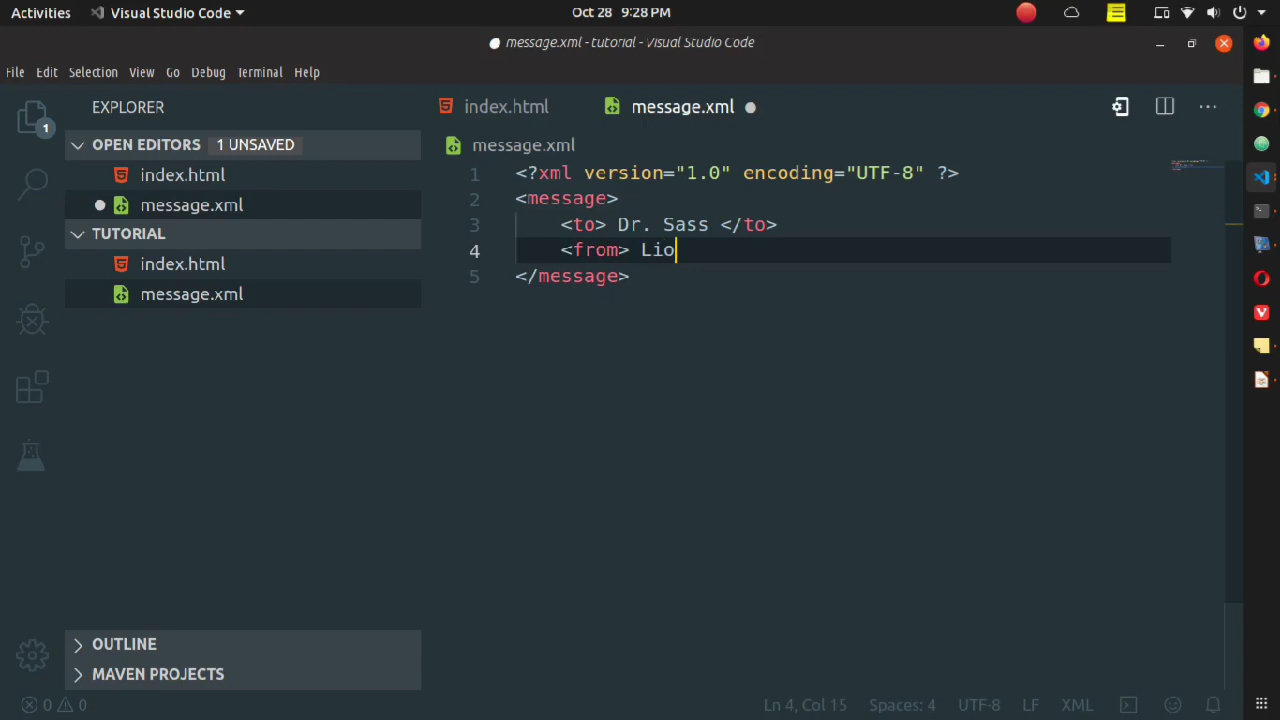 Activities Visual Studio Code Oct 28 9:28 PM
message.xml - tutorial - Visual Studio Code
File Edit Selection View Go Debug Terminal Help
EXPLORER
index.html message.xml
1
OPEN EDITORS 1 UNSAVED
message.xml
index.html
message.xml
TUTORIAL
index.html
message.xml
1 <?xml version="1.0" encoding="UTF-8" ?>
2 <message>
3 <to> Dr. Sass </to>
4 <from> Lio
5 </message>
OUTLINE
MAVEN PROJECTS
0 0 Ln 4, Col 15 Spaces: 4 UTF-8 LF XML